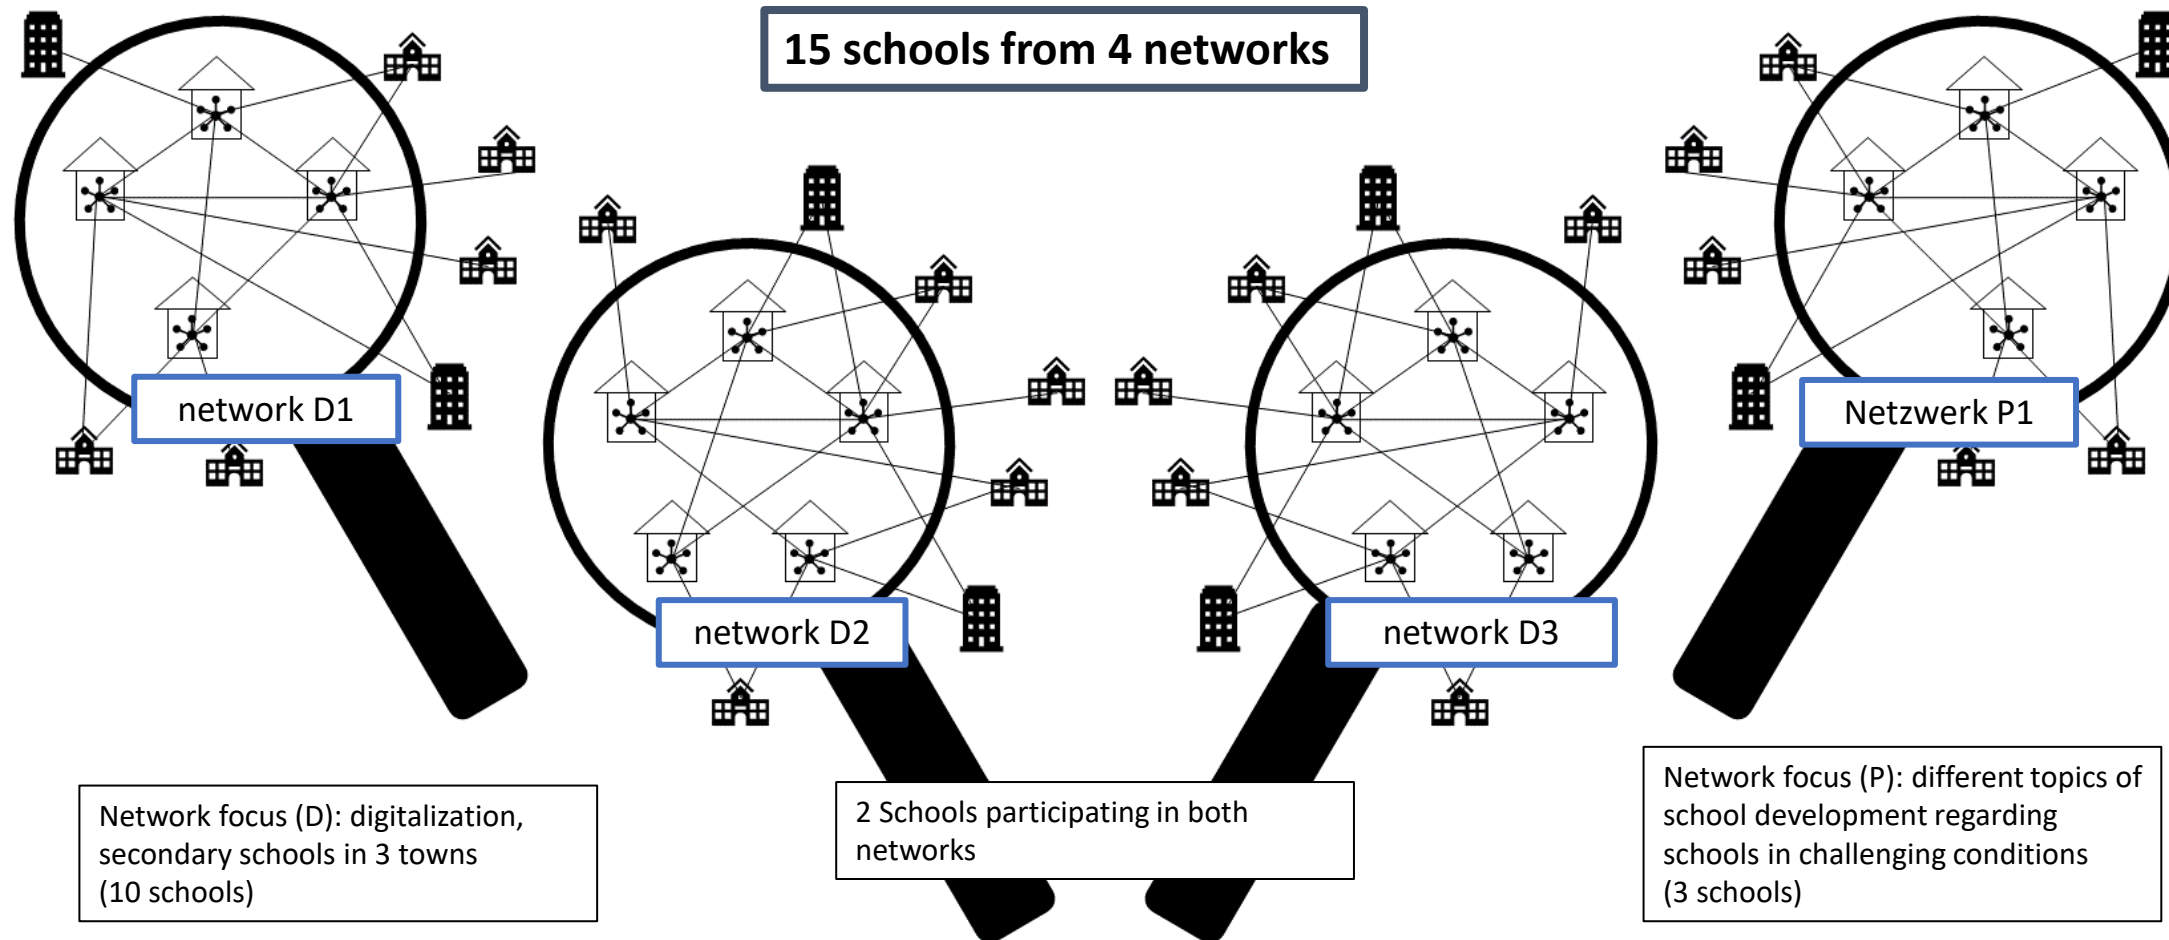 15 schools from 4 networks
network D1
network D2
network D3
Netzwerk P1
Network focus (D): digitalization,
secondary schools in 3 towns
(10 schools)
2 Schools participating in both
networks
Network focus (P): different topics of
school development regarding
schools in challenging conditions
(3 schools)